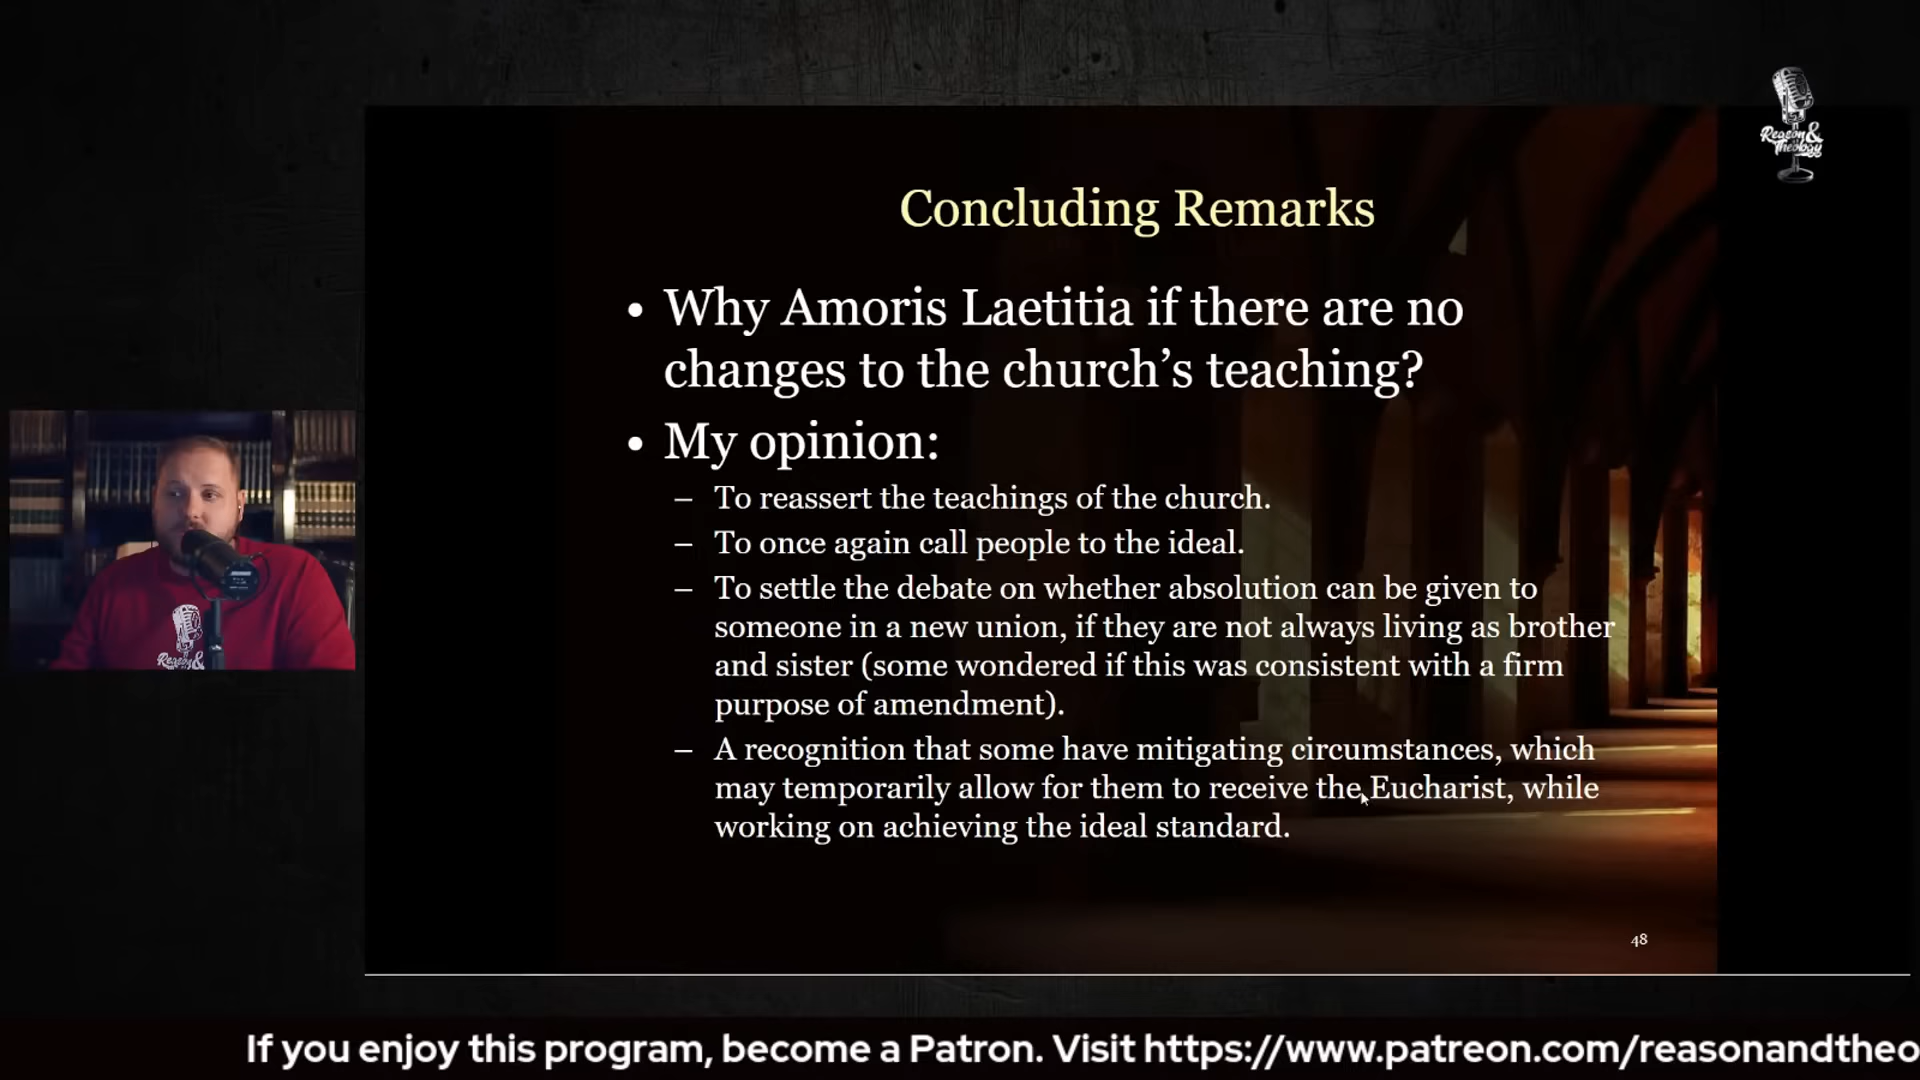 Reason &
Theology
Concluding Remarks
• Why Amoris Laetitia if there are no
changes to the church’s teaching?
• My opinion:
– To reassert the teachings of the church.
– To once again call people to the ideal.
– To settle the debate on whether absolution can be given to
someone in a new union, if they are not always living as brother
and sister (some wondered if this was consistent with a firm
purpose of amendment).
– A recognition that some have mitigating circumstances, which
may temporarily allow for them to receive the Eucharist, while
working on achieving the ideal standard.
Reason &
48
If you enjoy this program, become a Patron. Visit https://www.patreon.com/reasonandtheo